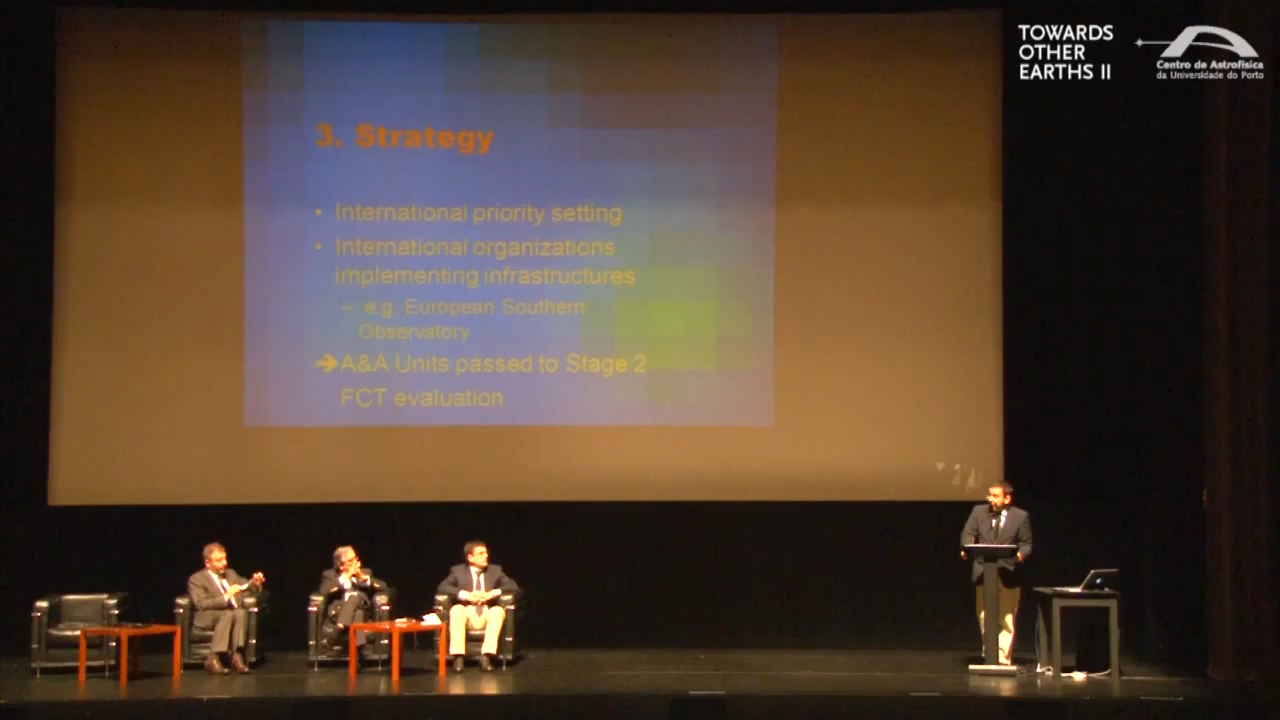 TOWARDS
OTHER
EARTHS II
Centro de Astrofísica
da Universidade do Porto
3. Strategy
• International priority setting
• International organizations
implementing infrastructures
– e.g. European Southern
Observatory
➔A&A Units passed to Stage 2
FCT evaluation